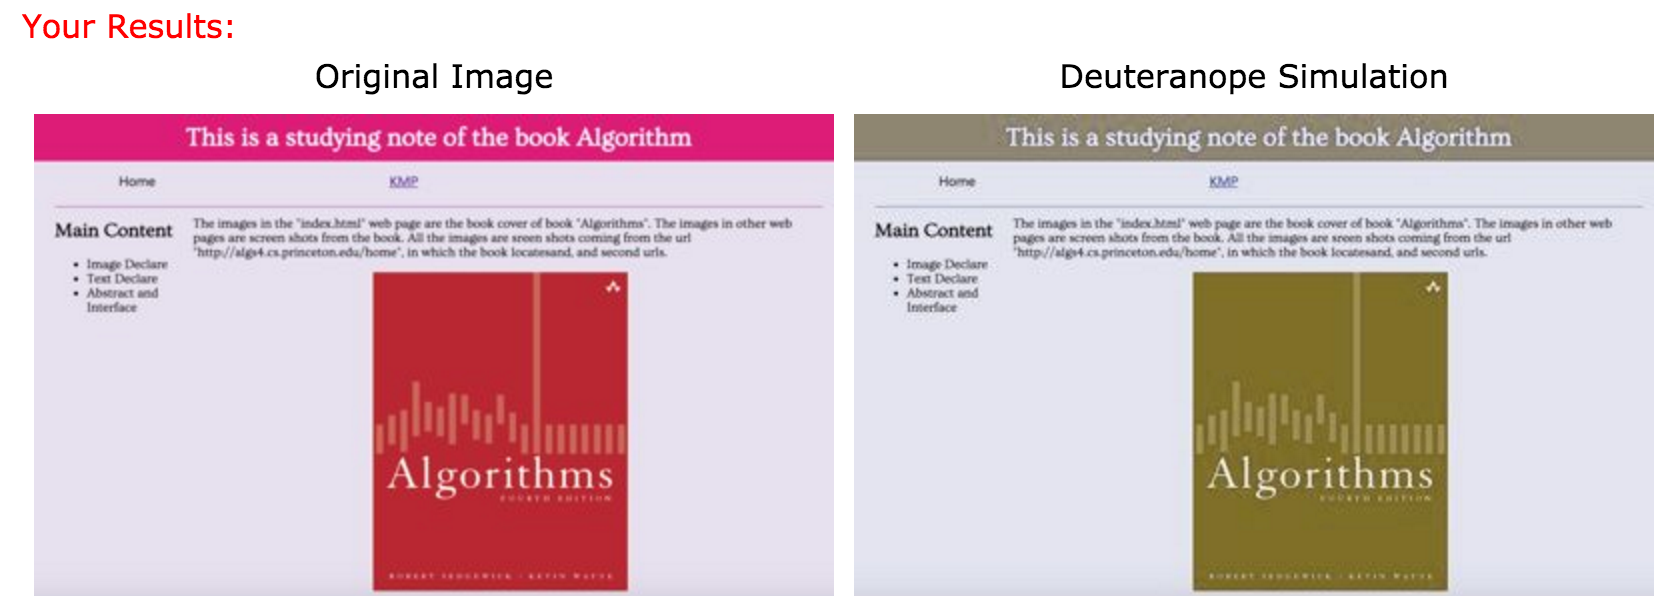 Your Results:
Original Image
This is a studying note of the book Algorithm
Home KMP
Main Content
Image Declare
Text Declare
Abstract and
Interface
The images in the "index.html" web page are the book cover of book "Algorithms". The images in other web
pages are screen shots from the book. All the images are sreen shots coming from the url
"http://algs4.cs.princeton.edu/home", in which the book locatesand, and second urls.
Algorithms
FOURTH EDITION
ROBERT SEDGEWICK · KEVIN WAYNE
Deuteranope Simulation
This is a studying note of the book Algorithm
Home KMP
Main Content
Image Declare
Text Declare
Abstract and
Interface
The images in the "index.html" web page are the book cover of book "Algorithms". The images in other web
pages are screen shots from the book. All the images are sreen shots coming from the url
"http://algs4.cs.princeton.edu/home", in which the book locatesand, and second urls.
Algorithms
FOURTH EDITION
ROBERT SEDGEWICK · KEVIN WAYNE